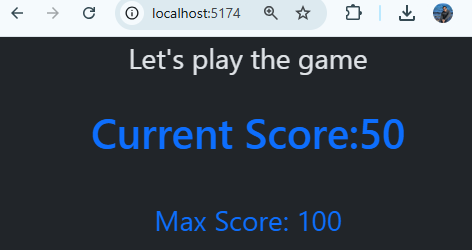 localhost:5174
Let's play the game
Current Score:50
Max Score: 100